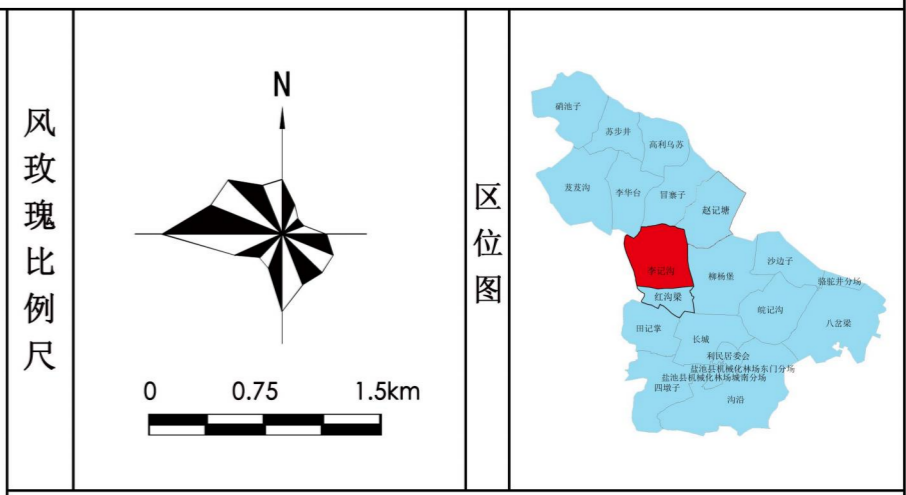 风玫瑰比例尺
N
0 0.75 1.5km
区位图
硝池子
苏步井
高利乌苏
芨芨沟
李华台
冒寨子
赵记塘
李记沟
柳杨堡
沙边子
骆驼井分场
红沟梁
皖记沟
八岔梁
田记掌
长城
利民居委会
盐池县机械化林场东门分场
盐池县机械化林场城南分场
四墩子
沟沿